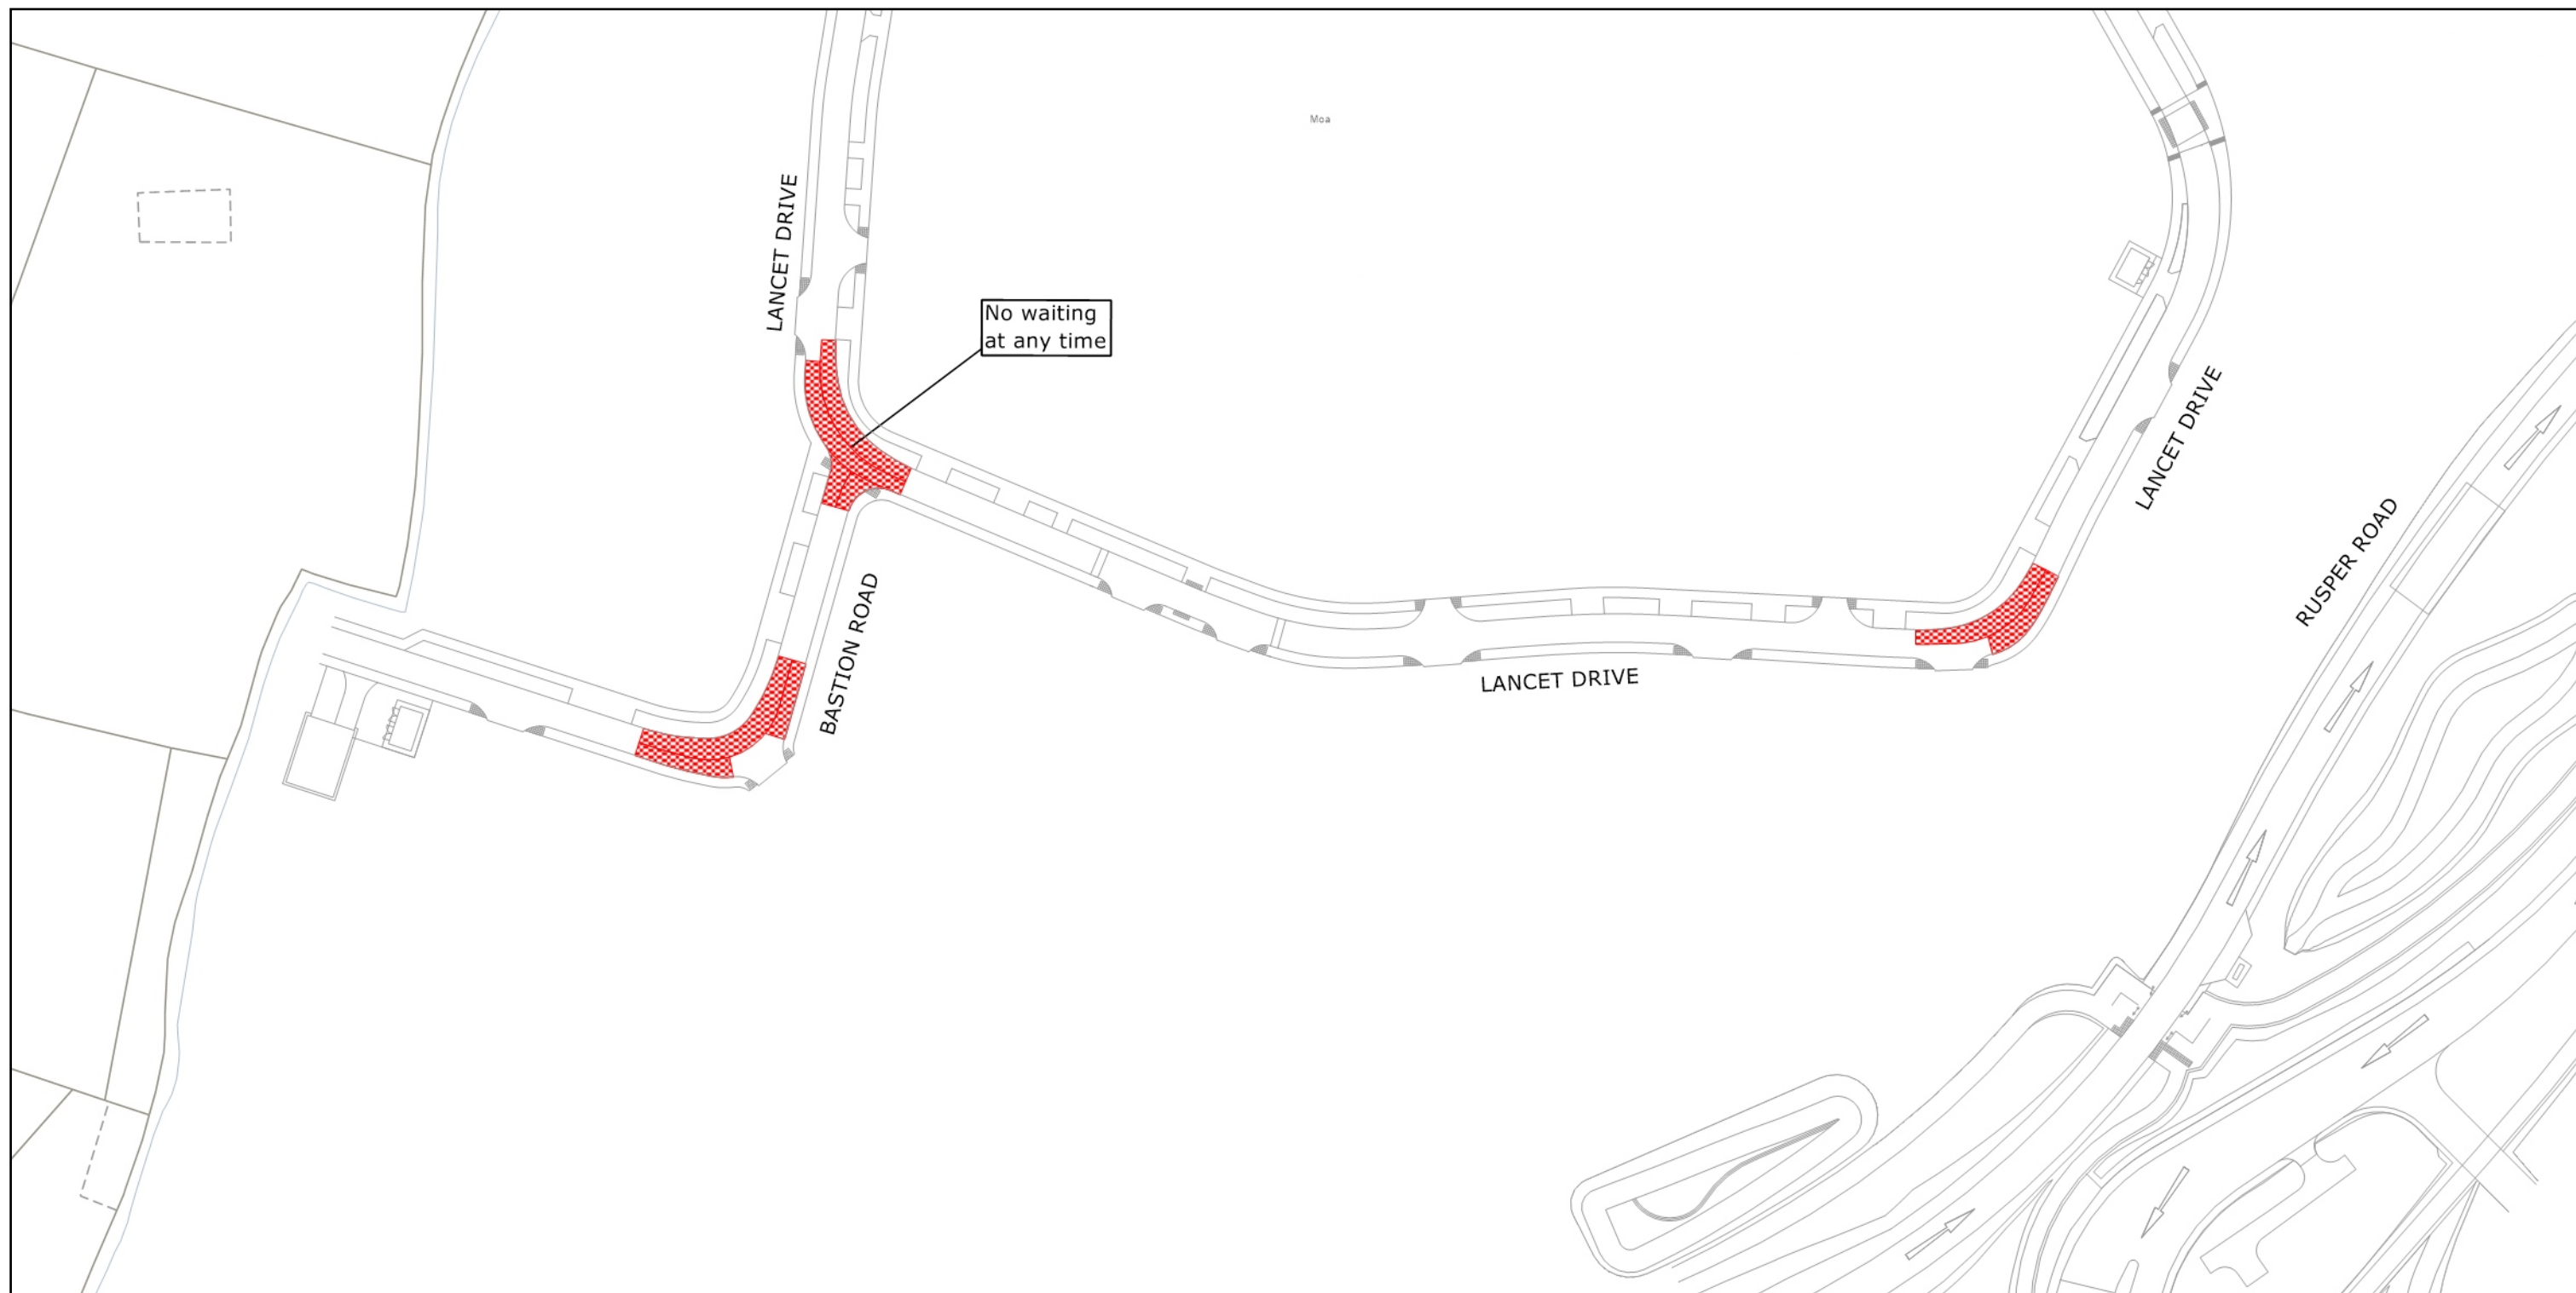 Moa
LANCET DRIVE
No waiting
at any time
LANCET DRIVE
RUSPER ROAD
BASTION ROAD
LANCET DRIVE